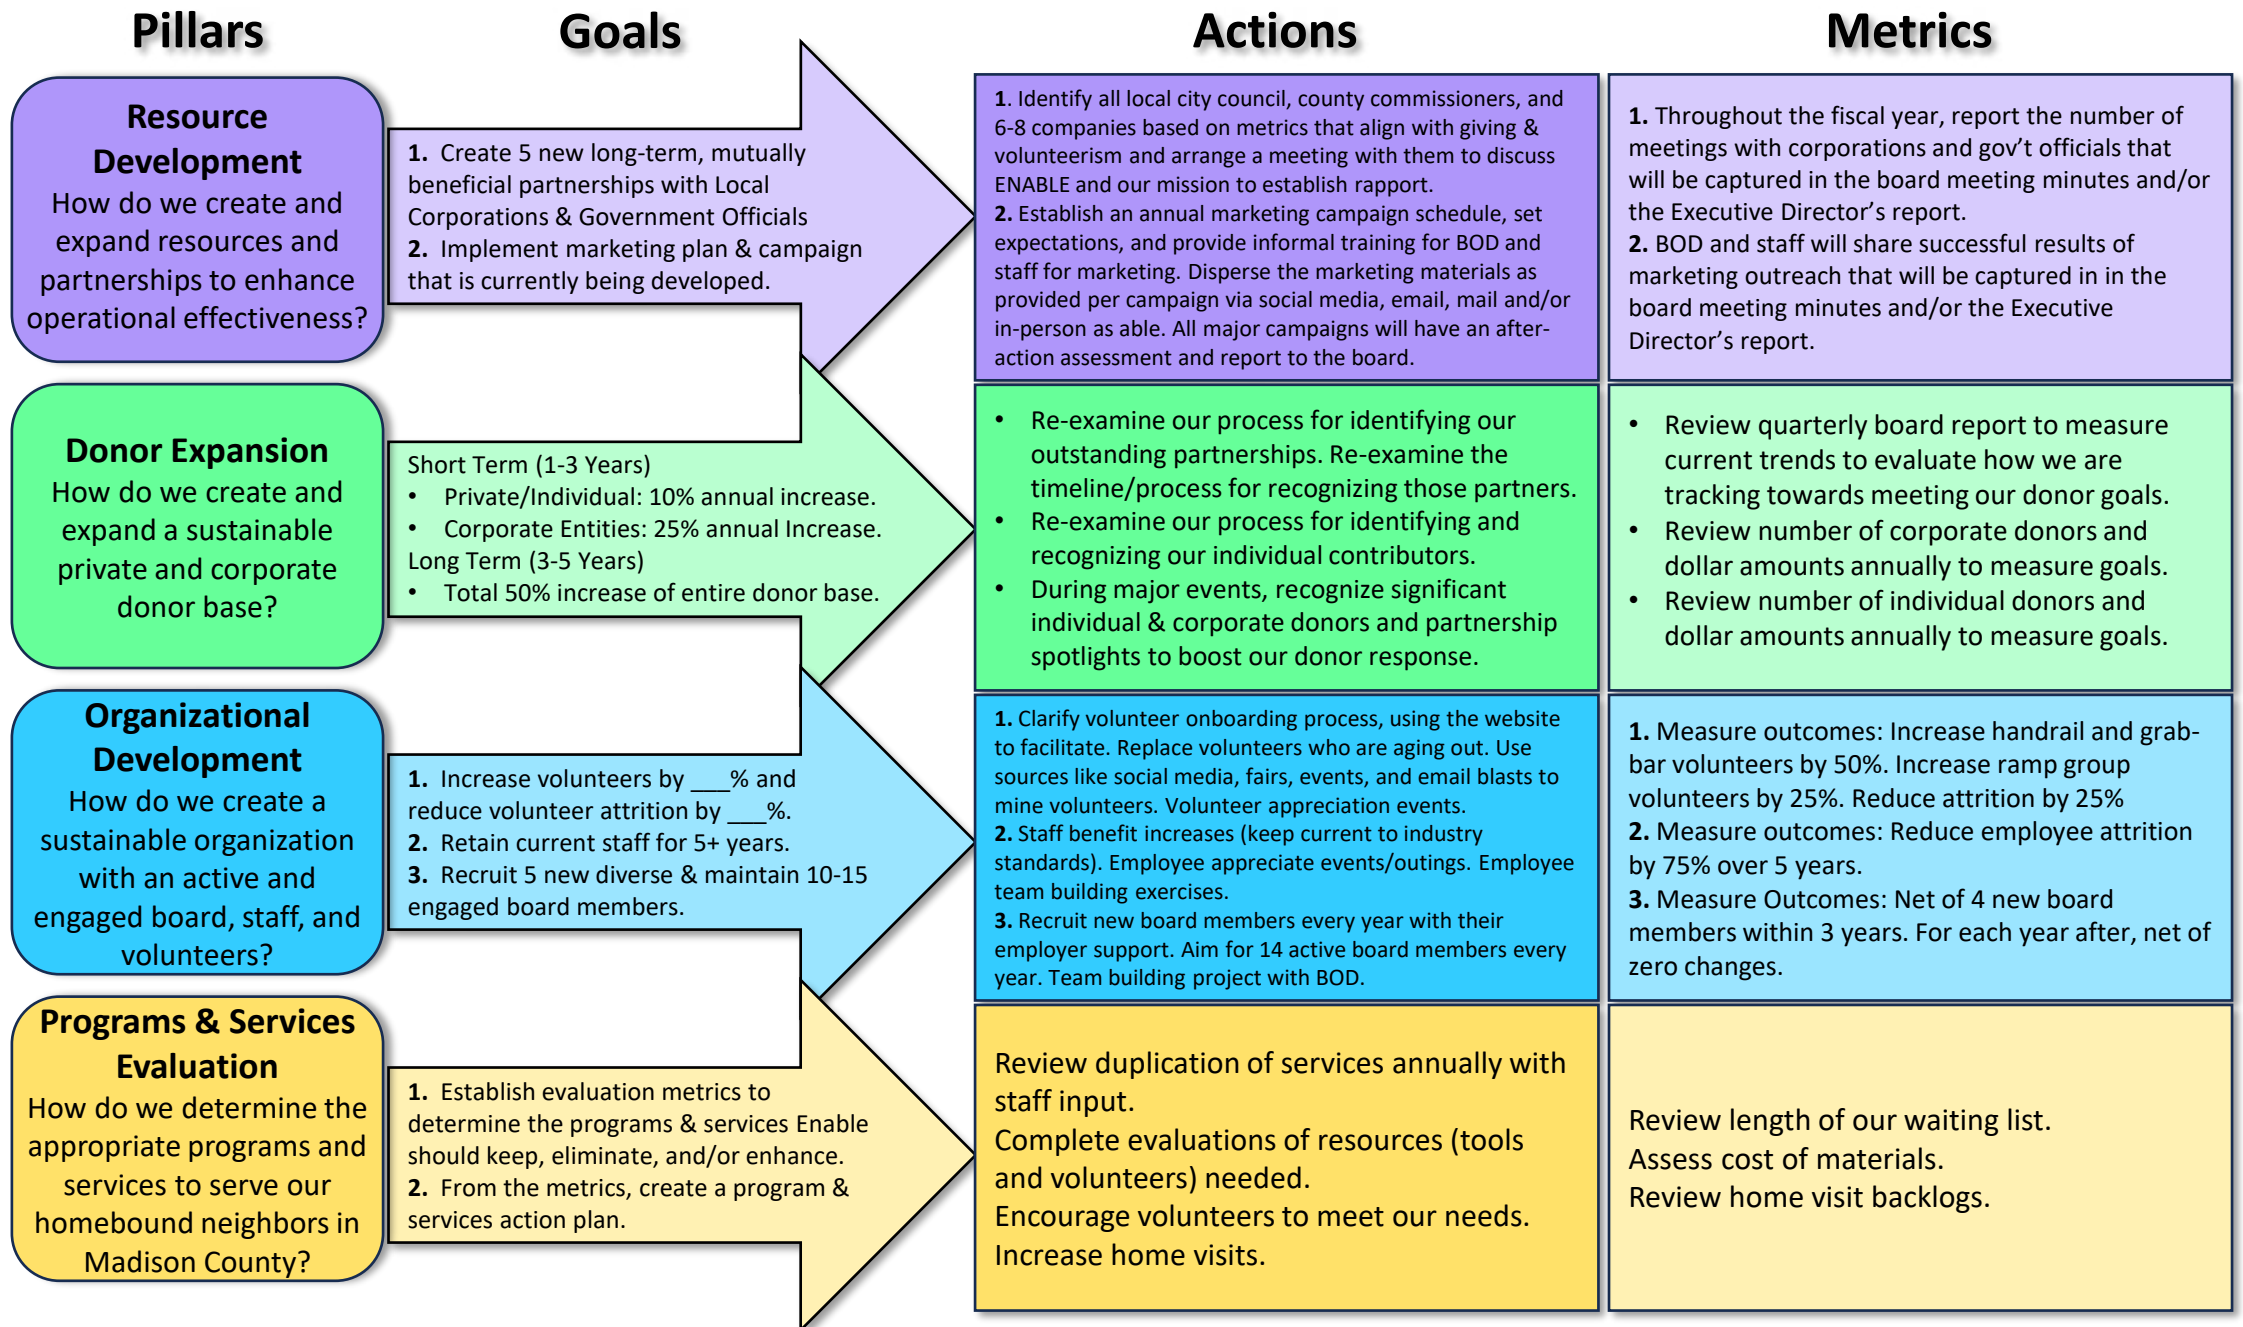 Pillars
Goals
Actions
Metrics
Resource
Development
How do we create and
expand resources and
partnerships to enhance
operational effectiveness?
1. Create 5 new long-term, mutually
beneficial partnerships with Local
Corporations & Government Officials
2. Implement marketing plan & campaign
that is currently being developed.
1. Identify all local city council, county commissioners, and
6-8 companies based on metrics that align with giving &
volunteerism and arrange a meeting with them to discuss
ENABLE and our mission to establish rapport.
2. Establish an annual marketing campaign schedule, set
expectations, and provide informal training for BOD and
staff for marketing. Disperse the marketing materials as
provided per campaign via social media, email, mail and/or
in-person as able. All major campaigns will have an after-
action assessment and report to the board.
1. Throughout the fiscal year, report the number of
meetings with corporations and gov't officials that
will be captured in the board meeting minutes and/or
the Executive Director's report.
2. BOD and staff will share successful results of
marketing outreach that will be captured in in the
board meeting minutes and/or the Executive
Director's report.
Donor Expansion
How do we create and
expand a sustainable
private and corporate
donor base?
Short Term (1-3 Years)
• Private/Individual: 10% annual increase.
• Corporate Entities: 25% annual Increase.
Long Term (3-5 Years)
• Total 50% increase of entire donor base.
• Re-examine our process for identifying our
outstanding partnerships. Re-examine the
timeline/process for recognizing those partners.
• Re-examine our process for identifying and
recognizing our individual contributors.
• During major events, recognize significant
individual & corporate donors and partnership
spotlights to boost our donor response.
• Review quarterly board report to measure
current trends to evaluate how we are
tracking towards meeting our donor goals.
• Review number of corporate donors and
dollar amounts annually to measure goals.
• Review number of individual donors and
dollar amounts annually to measure goals.
Organizational
Development
How do we create a
sustainable organization
with an active and
engaged board, staff, and
volunteers?
1. Increase volunteers by ___% and
reduce volunteer attrition by ___%.
2. Retain current staff for 5+ years.
3. Recruit 5 new diverse & maintain 10-15
engaged board members.
1. Clarify volunteer onboarding process, using the website
to facilitate. Replace volunteers who are aging out. Use
sources like social media, fairs, events, and email blasts to
mine volunteers. Volunteer appreciation events.
2. Staff benefit increases (keep current to industry
standards). Employee appreciate events/outings. Employee
team building exercises.
3. Recruit new board members every year with their
employer support. Aim for 14 active board members every
year. Team building project with BOD.
1. Measure outcomes: Increase handrail and grab-
bar volunteers by 50%. Increase ramp group
volunteers by 25%. Reduce attrition by 25%
2. Measure outcomes: Reduce employee attrition
by 75% over 5 years.
3. Measure Outcomes: Net of 4 new board
members within 3 years. For each year after, net of
zero changes.
Programs & Services
Evaluation
How do we determine the
appropriate programs and
services to serve our
homebound neighbors in
Madison County?
1. Establish evaluation metrics to
determine the programs & services Enable
should keep, eliminate, and/or enhance.
2. From the metrics, create a program &
services action plan.
Review duplication of services annually with
staff input.
Complete evaluations of resources (tools
and volunteers) needed.
Encourage volunteers to meet our needs.
Increase home visits.
Review length of our waiting list.
Assess cost of materials.
Review home visit backlogs.